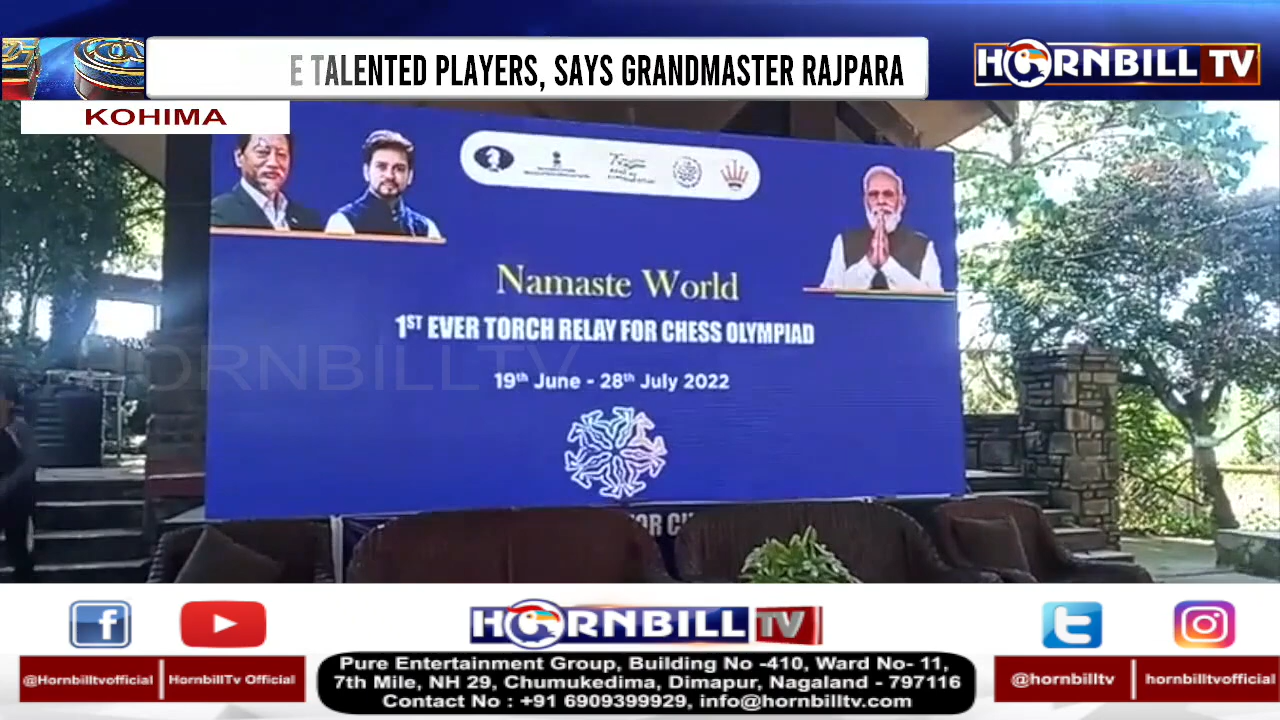 E TALENTED PLAYERS, SAYS GRANDMASTER RAJPARA
HORNBILL TV
KOHIMA
Namaste World
1ST EVER TORCH RELAY FOR CHESS OLYMPIAD
HORNBILL TV
19th June - 28th July 2022
HORNBILL TV
@Hornbilltvofficial
HornbillTv Official
Pure Entertainment Group, Building No -410, Ward No- 11,
7th Mile, NH 29, Chumukedima, Dimapur, Nagaland - 797116
Contact No : +91 6909399929, info@hornbilltv.com
@hornbilltv
hornbilltvofficial